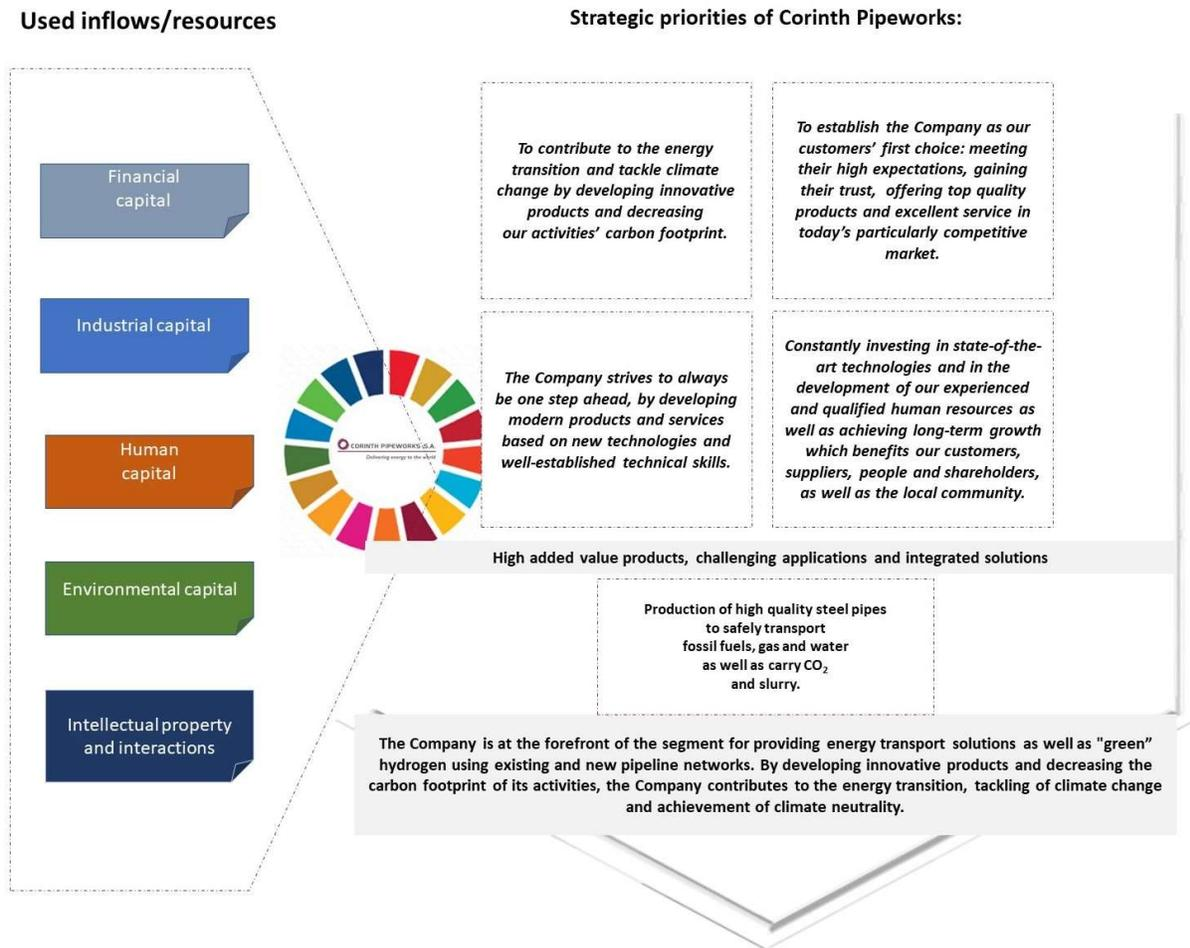 Used inflows/resources
Strategic priorities of Corinth Pipeworks:
Financial
capital
Industrial capital
Human
capital
Environmental capital
Intellectual property
and interactions
CORINTH PIPEWORKS S.A.
Delivering energy to the world
To contribute to the energy
transition and tackle climate
change by developing innovative
products and decreasing
our activities’ carbon footprint.
To establish the Company as our
customers’ first choice: meeting
their high expectations, gaining
their trust, offering top quality
products and excellent service in
today’s particularly competitive
market.
The Company strives to always
be one step ahead, by developing
modern products and services
based on new technologies and
well-established technical skills.
Constantly investing in state-of-the-
art technologies and in the
development of our experienced
and qualified human resources as
well as achieving long-term growth
which benefits our customers,
suppliers, people and shareholders,
as well as the local community.
High added value products, challenging applications and integrated solutions
Production of high quality steel pipes
to safely transport
fossil fuels, gas and water
as well as carry CO₂
and slurry.
The Company is at the forefront of the segment for providing energy transport solutions as well as "green”
hydrogen using existing and new pipeline networks. By developing innovative products and decreasing the
carbon footprint of its activities, the Company contributes to the energy transition, tackling of climate change
and achievement of climate neutrality.